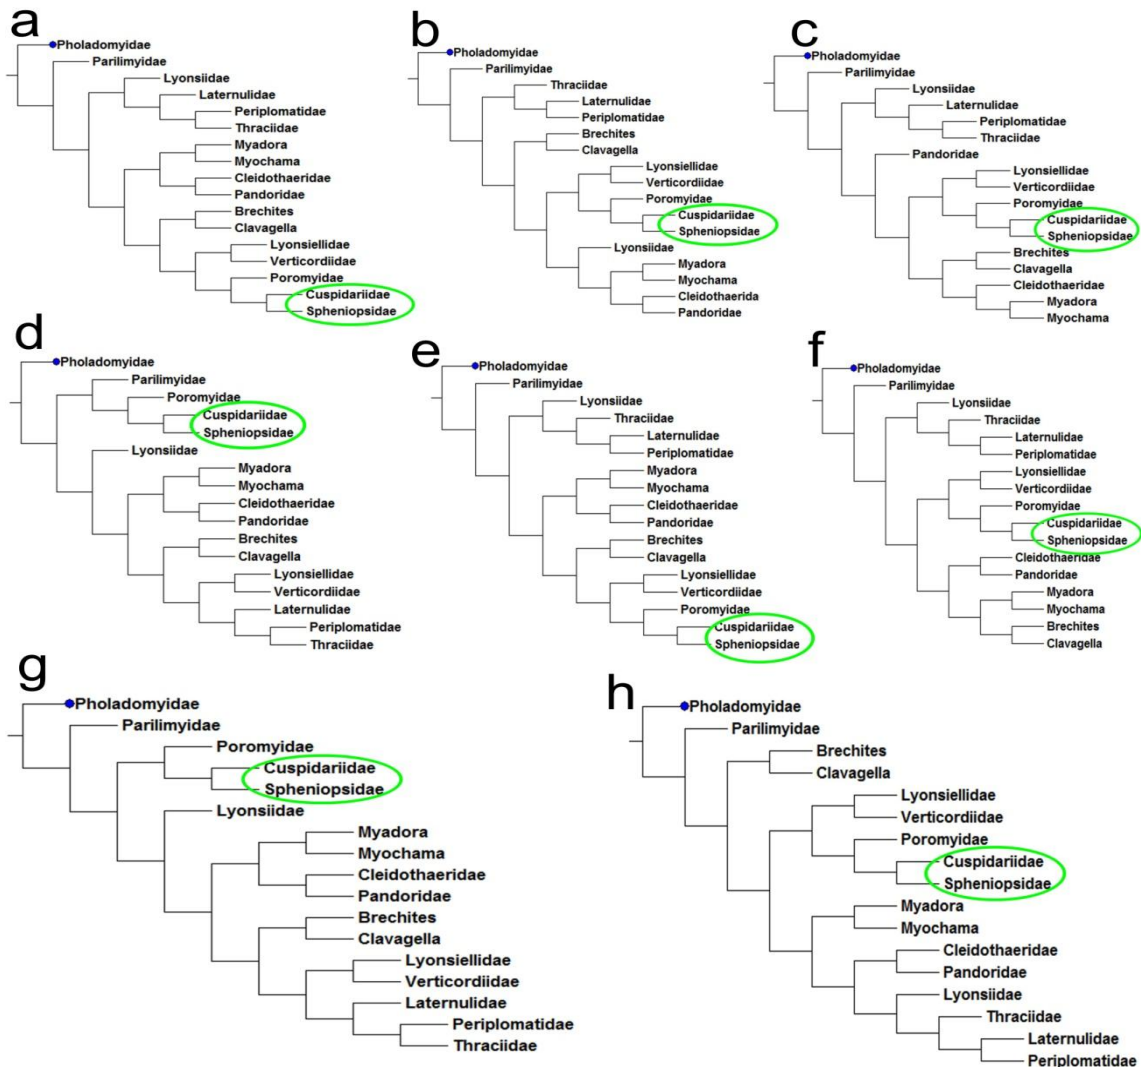 a
Pholadomyidae
Parilimyidae
Lyonsiidae
Laternulidae
Periplomatidae
Thraciidae
Myadora
Myochama
Cleidothaeridae
Pandoridae
Brechites
Clavagella
Lyonsiellidae
Verticordiidae
Poromyidae
Cuspidariidae
Spheniopsidae
b
Pholadomyidae
Parilimyidae
Thraciidae
Laternulidae
Periplomatidae
Brechites
Clavagella
Lyonsiellidae
Verticordiidae
Poromyidae
Cuspidariidae
Spheniopsidae
Lyonsiidae
Myadora
Myochama
Cleidothaerida
Pandoridae
c
Pholadomyidae
Parilimyidae
Lyonsiidae
Laternulidae
Periplomatidae
Thraciidae
Pandoridae
Lyonsiellidae
Verticordiidae
Poromyidae
Cuspidariidae
Spheniopsidae
Brechites
Clavagella
Cleidothaeridae
Myadora
Myochama
d
Pholadomyidae
Parilimyidae
Poromyidae
Cuspidariidae
Spheniopsidae
Lyonsiidae
Myadora
Myochama
Cleidothaeridae
Pandoridae
Brechites
Clavagella
Lyonsiellidae
Verticordiidae
Laternulidae
Periplomatidae
Thraciidae
e
Pholadomyidae
Parilimyidae
Lyonsiidae
Thraciidae
Laternulidae
Periplomatidae
Myadora
Myochama
Cleidothaeridae
Pandoridae
Brechites
Clavagella
Lyonsiellidae
Verticordiidae
Poromyidae
Cuspidariidae
Spheniopsidae
f
Pholadomyidae
Parilimyidae
Lyonsiidae
Thraciidae
Laternulidae
Periplomatidae
Lyonsiellidae
Verticordiidae
Poromyidae
Cuspidariidae
Spheniopsidae
Cleidothaeridae
Pandoridae
Myadora
Myochama
Brechites
Clavagella
g
Pholadomyidae
Parilimyidae
Poromyidae
Cuspidariidae
Spheniopsidae
Lyonsiidae
Myadora
Myochama
Cleidothaeridae
Pandoridae
Brechites
Clavagella
Lyonsiellidae
Verticordiidae
Laternulidae
Periplomatidae
Thraciidae
h
Pholadomyidae
Parilimyidae
Brechites
Clavagella
Lyonsiellidae
Verticordiidae
Poromyidae
Cuspidariidae
Spheniopsidae
Myadora
Myochama
Cleidothaeridae
Pandoridae
Lyonsiidae
Thraciidae
Laternulidae
Periplomatidae